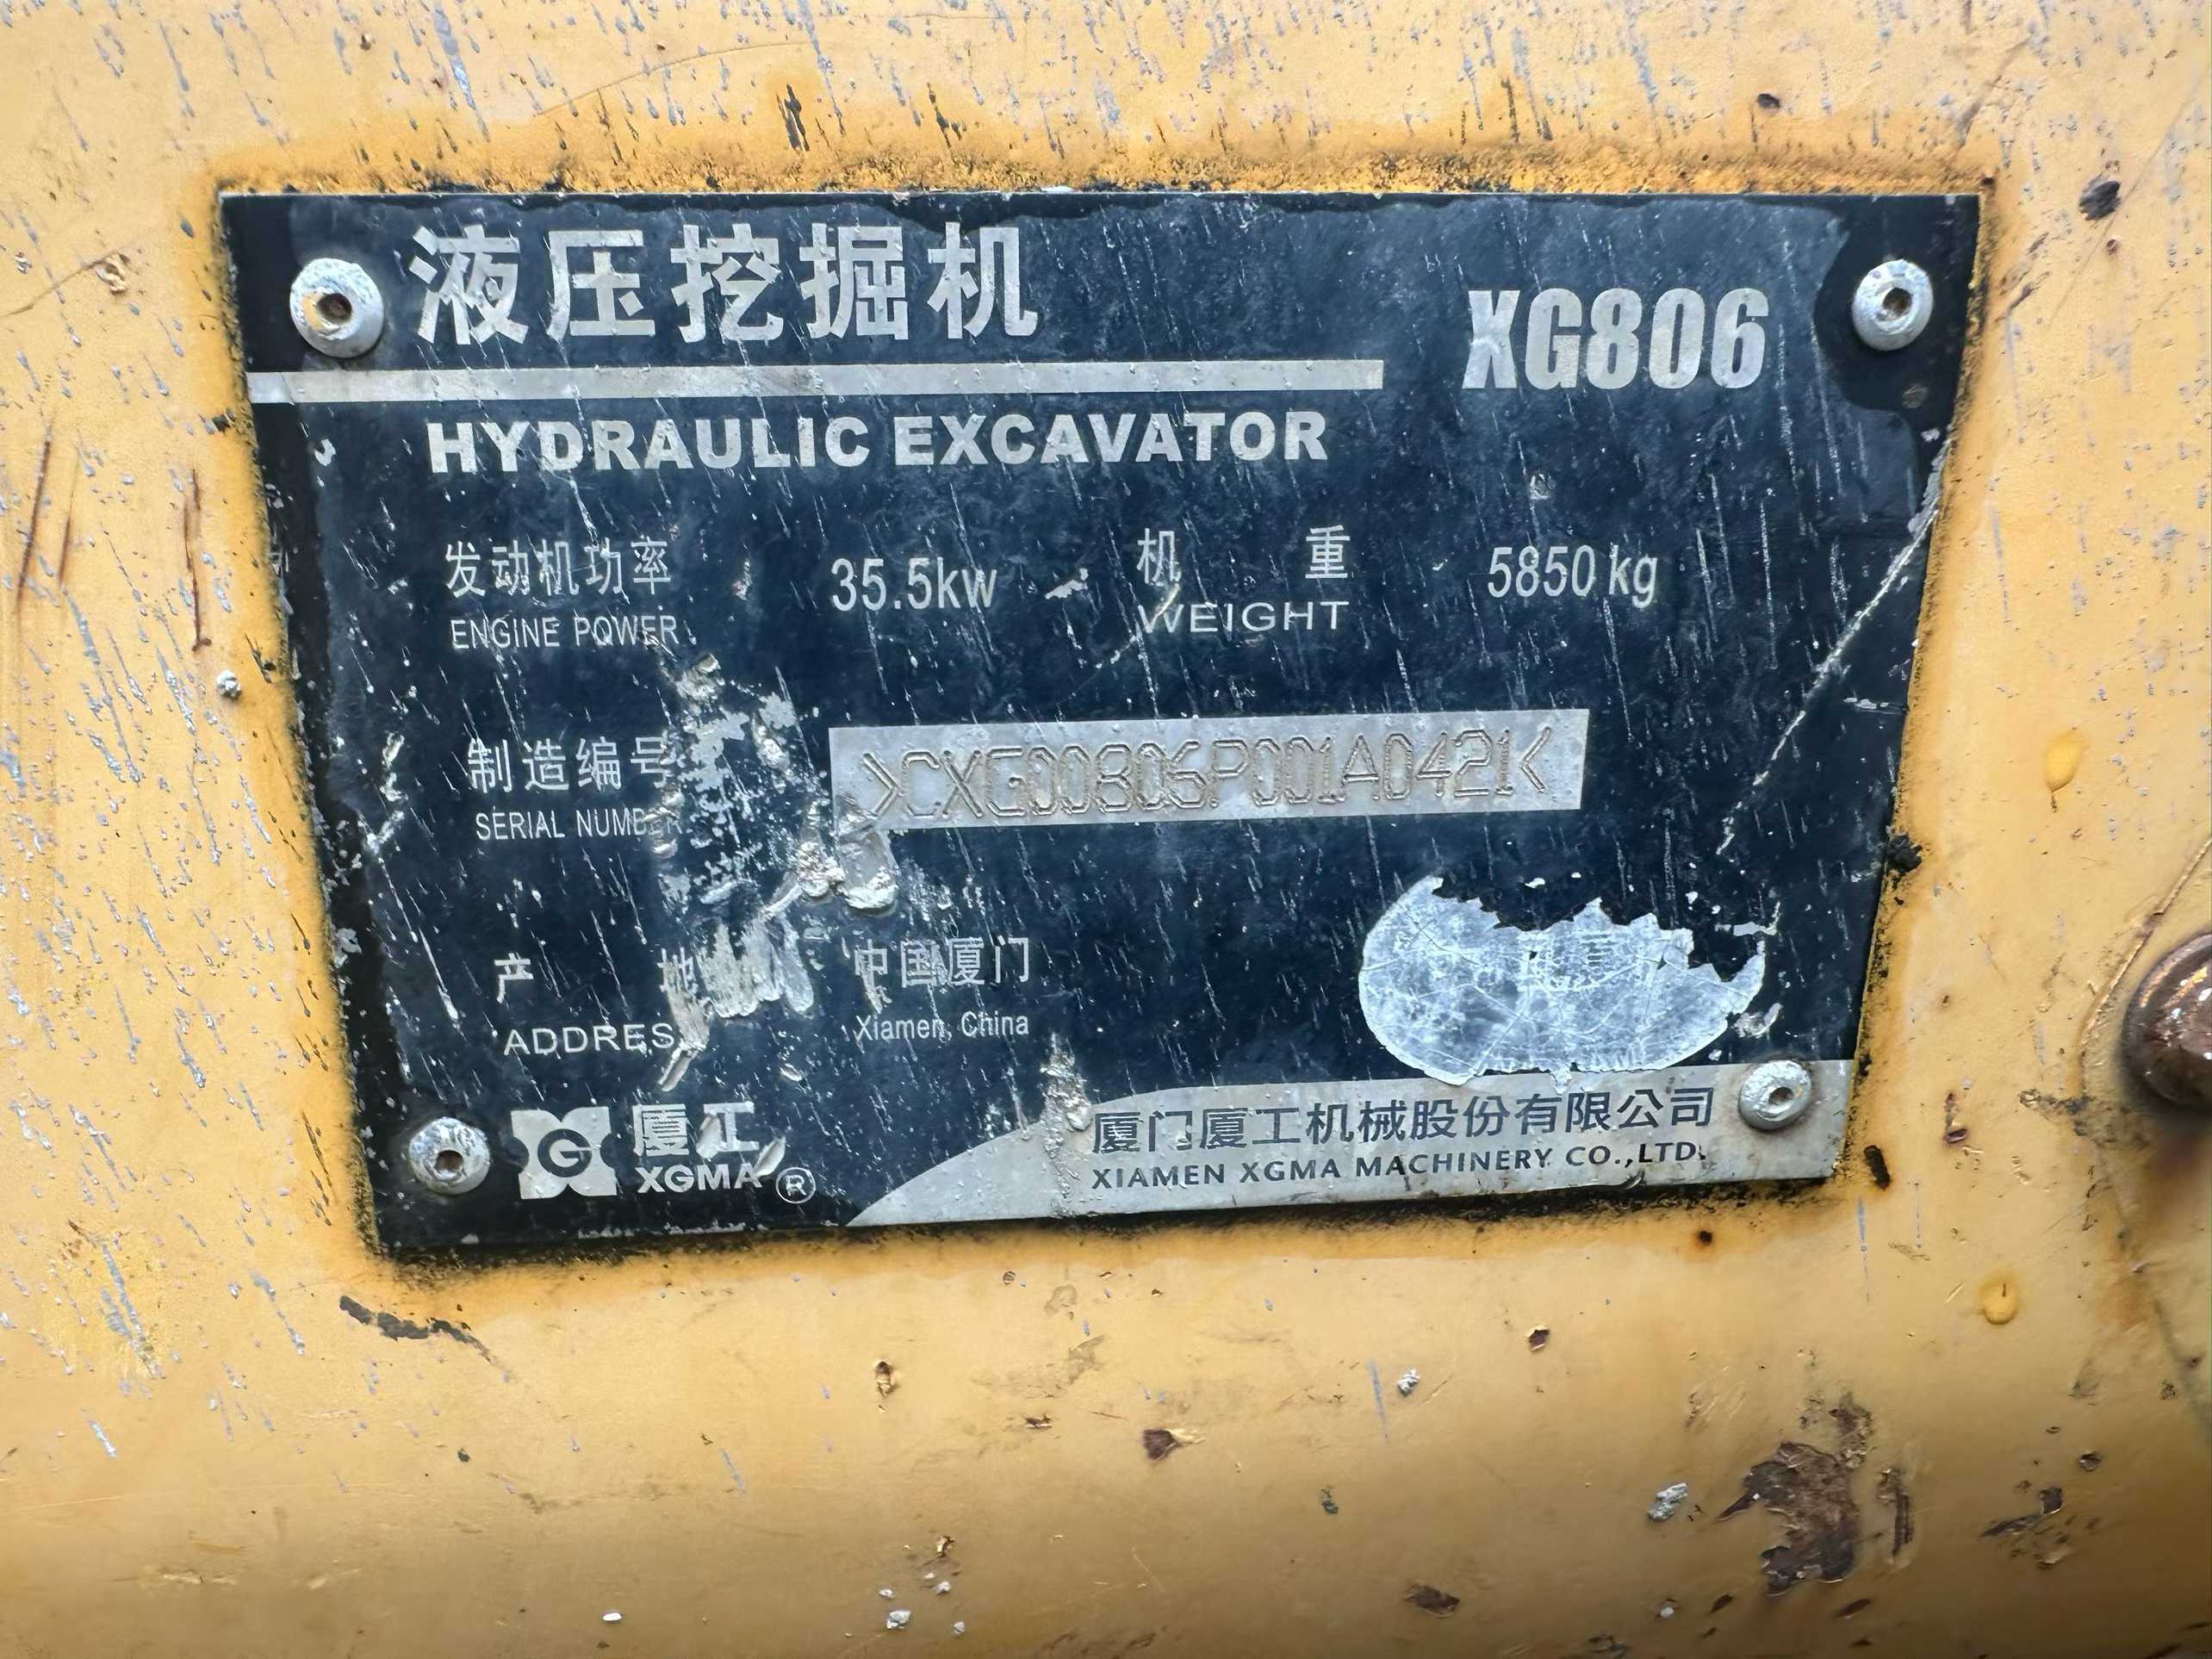 液压挖掘机
XG806
HYDRAULIC EXCAVATOR
发动机功率 35.5kw 机 重 5850 kg
ENGINE POWER WEIGHT
制造编号 >CXG00806P001A0421<
SERIAL NUMBER
产 地 中国厦门
ADDRES Xiamen, China
G 厦工
XGMA ®
厦门厦工机械股份有限公司
XIAMEN XGMA MACHINERY CO.,LTD.